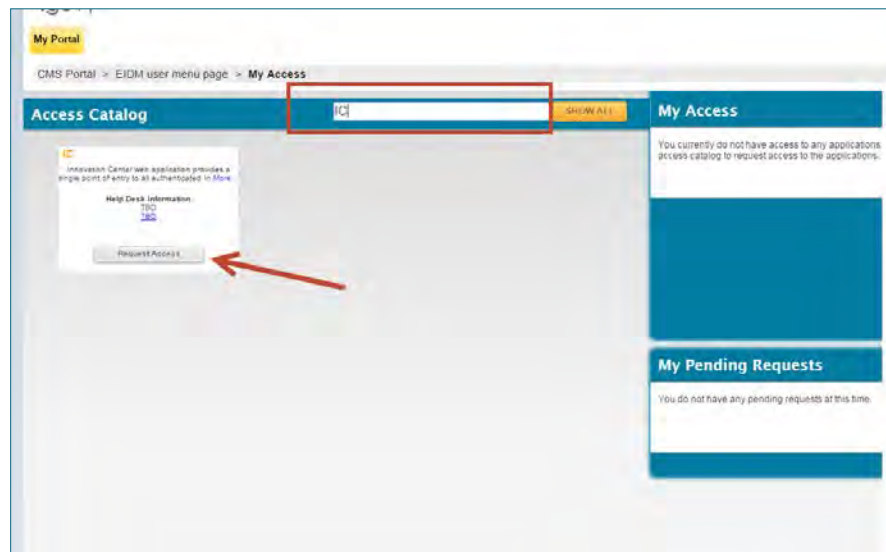 My Portal
CMS Portal > EIDM user menu page > My Access
Access Catalog
IC
SHOW ALL
IC
Innovation Center web application provides a
single point of entry to all authenticated In More
Help Desk Information
TBD
TBD
Request Access
My Access
You currently do not have access to any applications
access catalog to request access to the applications.
My Pending Requests
You do not have any pending requests at this time.